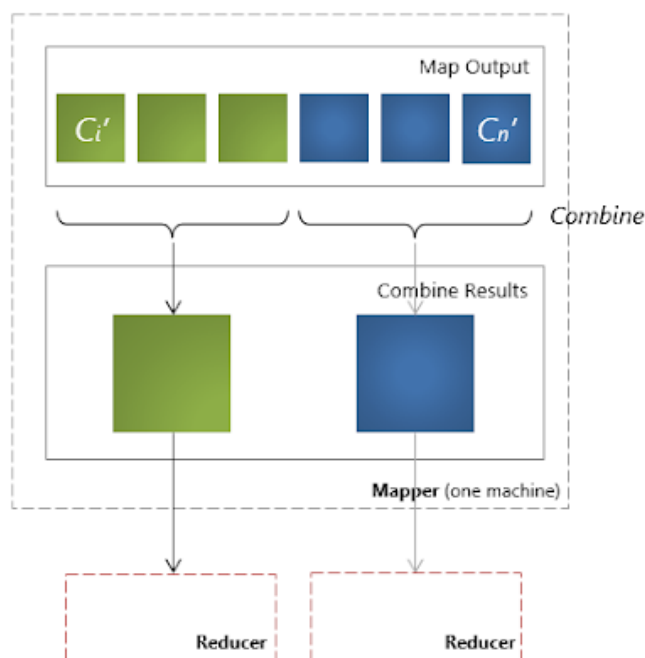 Map Output
Ci′ Cn′
Combine
Combine Results
Mapper (one machine)
Reducer Reducer